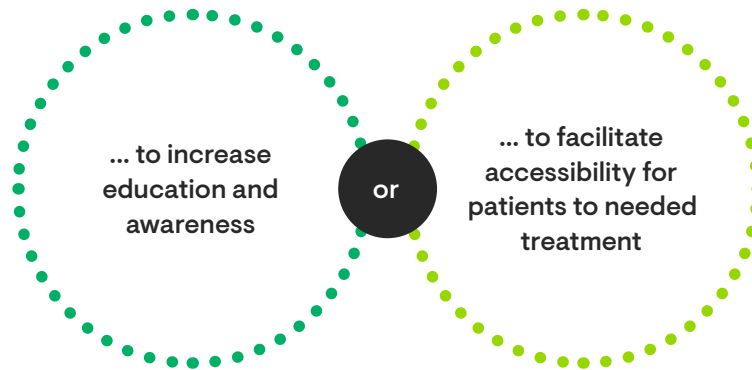 ... to increase
education and
awareness
or
... to facilitate
accessibility for
patients to needed
treatment